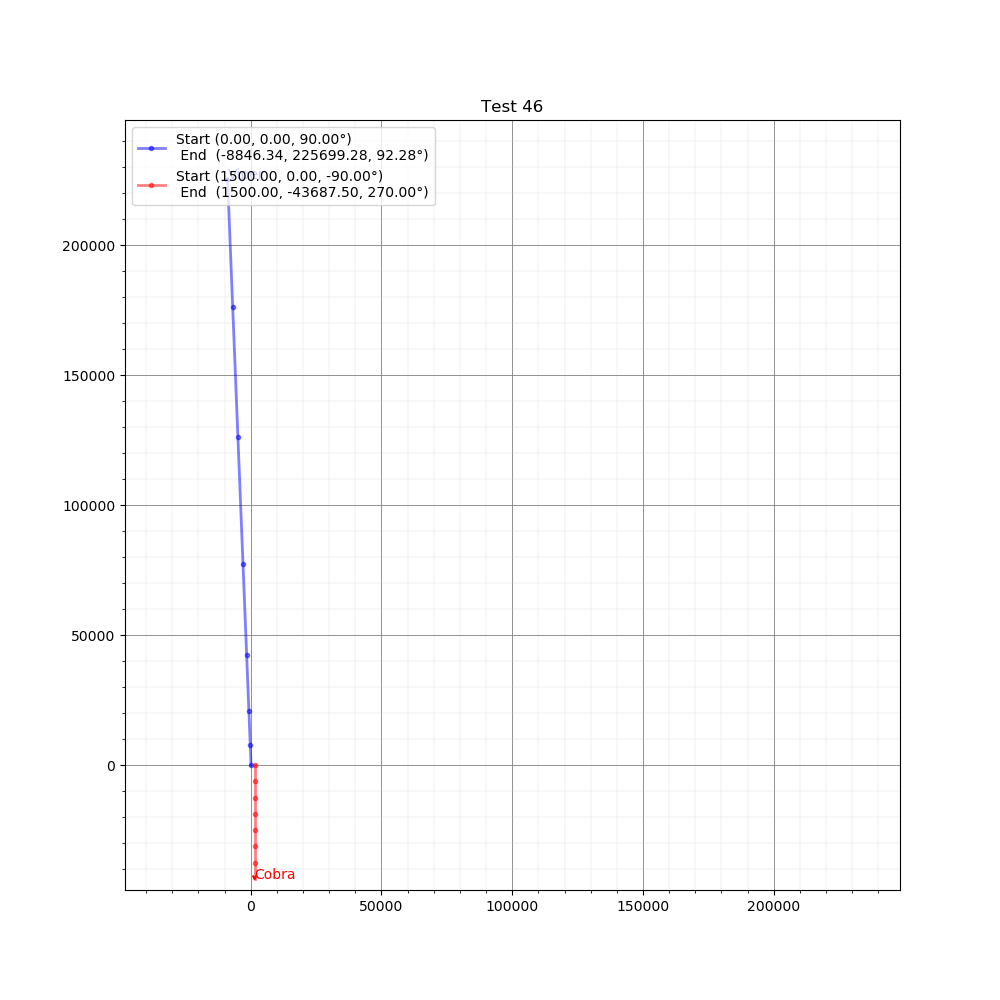 Test 46
Start (0.00, 0.00, 90.00°)
End (-8846.34, 225699.28, 92.28°)
Start (1500.00, 0.00, -90.00°)
End (1500.00, -43687.50, 270.00°)
200000
150000
100000
50000
0
Cobra
0 50000 100000 150000 200000